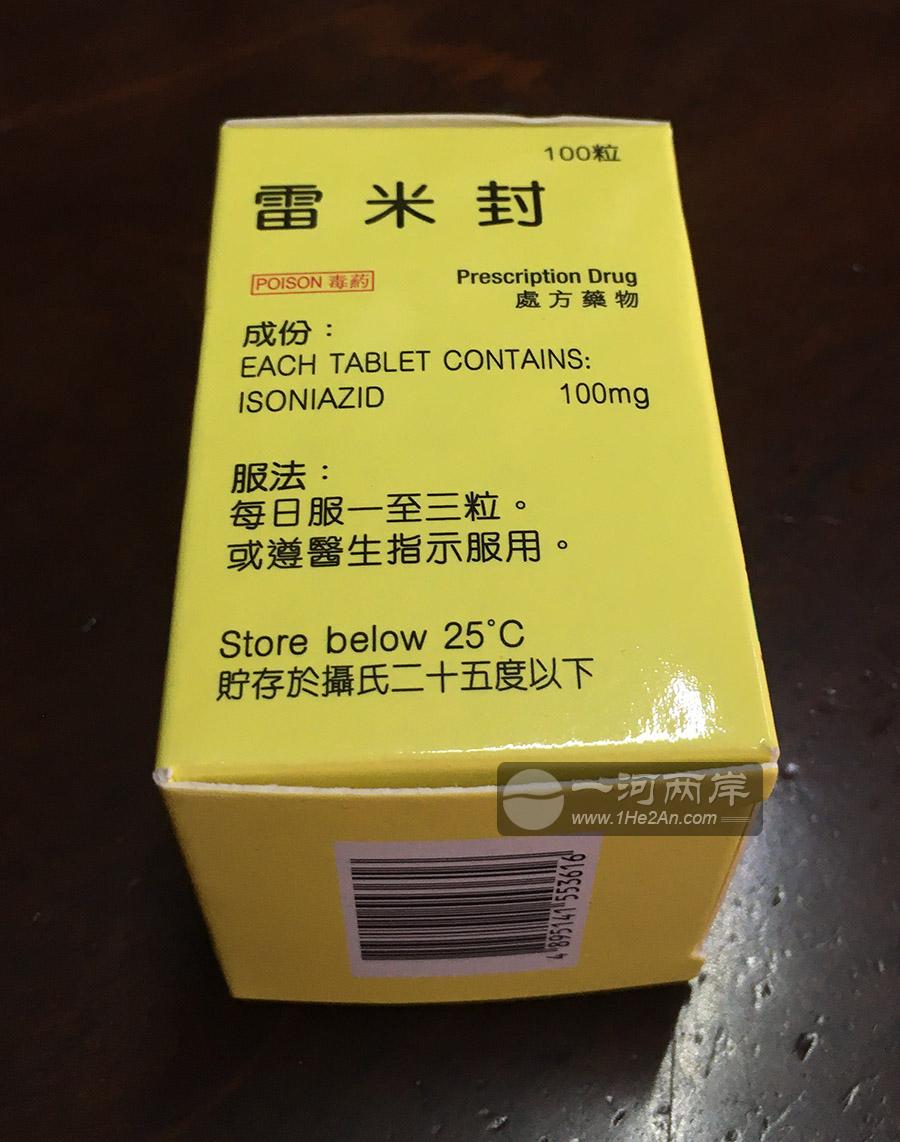 100粒
雷米封
POISON 毒葯
Prescription Drug
處方藥物
成份：
EACH TABLET CONTAINS:
ISONIAZID 100mg
服法：
每日服一至三粒。
或遵醫生指示服用。
Store below 25°C
貯存於攝氏二十五度以下
一河两岸
www.1He2An.com
4 895141 553616